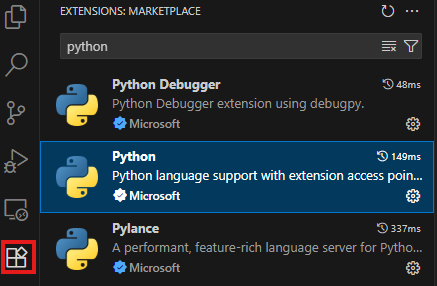 EXTENSIONS: MARKETPLACE
python
Python Debugger 48ms
Python Debugger extension using debugpy.
Microsoft
Python 149ms
Python language support with extension access poin...
Microsoft
Pylance 337ms
A performant, feature-rich language server for Pytho...
Microsoft